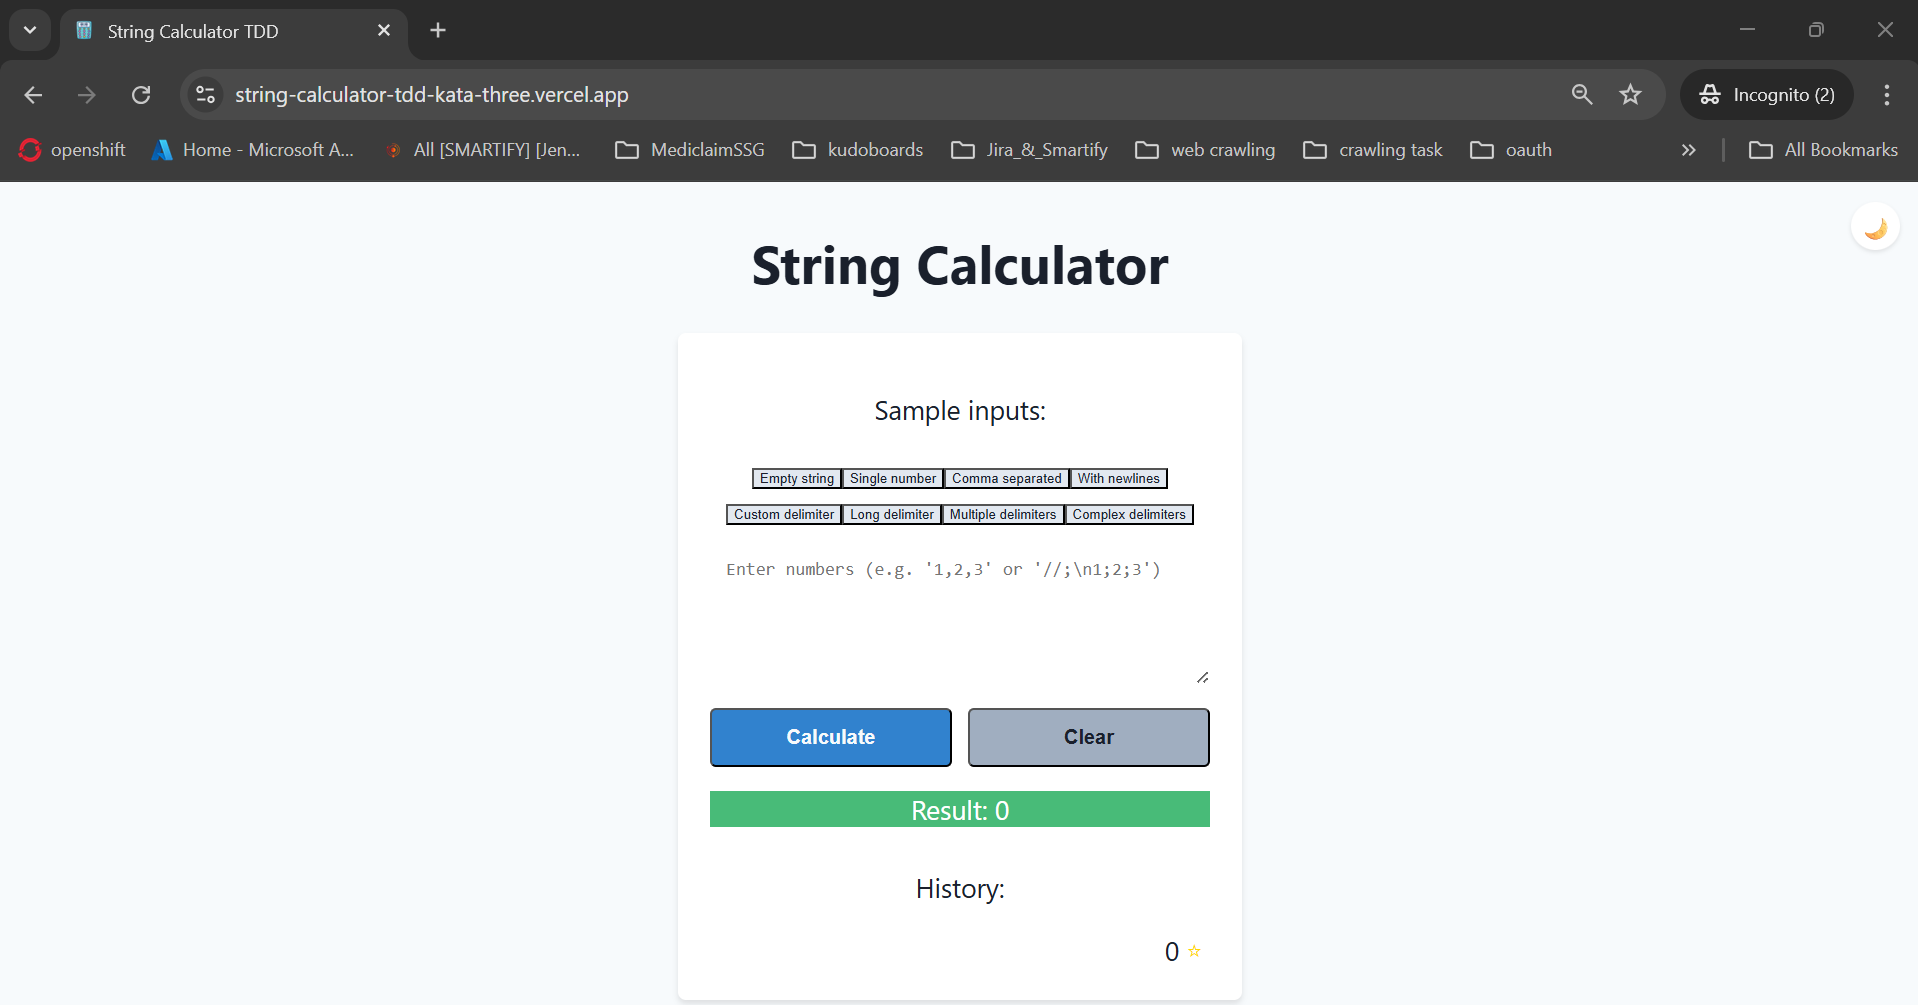 String Calculator TDD
string-calculator-tdd-kata-three.vercel.app
Incognito (2)
openshift
Home - Microsoft A...
All [SMARTIFY] [Jen...
MediclaimSSG
kudoboards
Jira_&_Smartify
web crawling
crawling task
oauth
All Bookmarks
String Calculator
Sample inputs:
Empty string Single number Comma separated With newlines
Custom delimiter Long delimiter Multiple delimiters Complex delimiters
Enter numbers (e.g. '1,2,3' or '//;\n1;2;3')
Calculate
Clear
Result: 0
History:
0